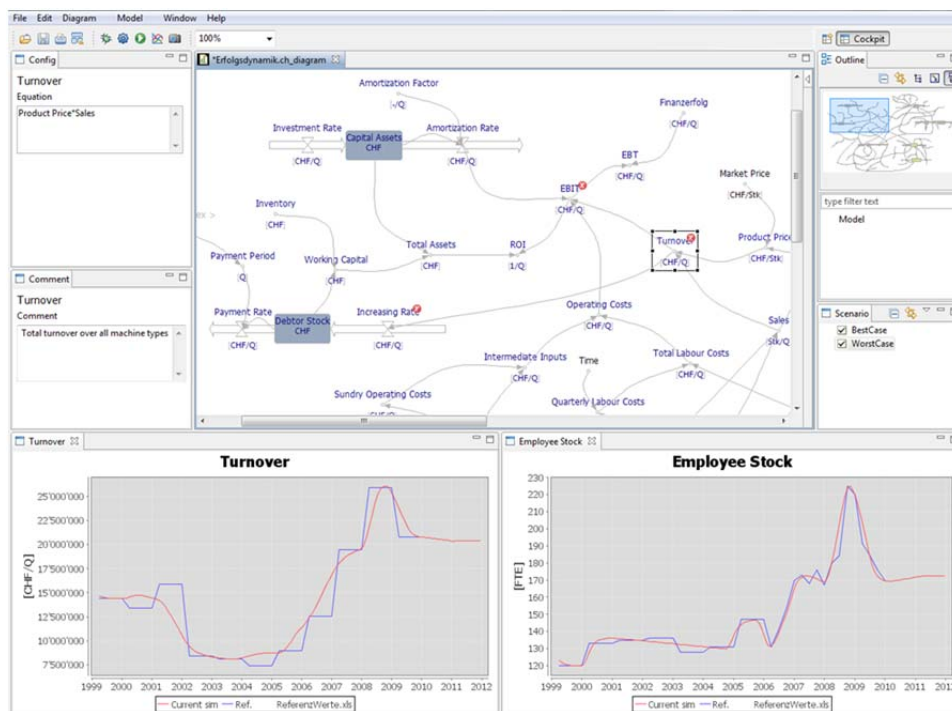 File Edit Diagram Model Window Help
100%
Cockpit
Config
Turnover
Equation
Product Price*Sales
Comment
Turnover
Comment
Total turnover over all machine types
*Erfolgsdynamik.ch_diagram
Amortization Factor
Finanzerfolg
Investment Rate
Capital Assets
CHF
Amortization Rate
[CHF/Q]
[CHF/Q]
[CHF/Q]
EBT
[CHF/Q]
Market Price
[CHF/Stk]
EBIT
[CHF/Q]
Inventory
[CHF]
Payment Period
[Q]
Working Capital
[CHF]
Total Assets
[CHF]
ROI
[1/Q]
Turnover
[CHF/Q]
Product Price
[CHF/Stk]
Payment Rate
[CHF/Q]
Debtor Stock
CHF
Increasing Rate
[CHF/Q]
Operating Costs
[CHF/Q]
Sales
[Stk/Q]
Intermediate Inputs
[CHF/Q]
Time
Total Labour Costs
[CHF/Q]
Sundry Operating Costs
[CHF/Q]
Quarterly Labour Costs
[CHF/Q]
Outline
type filter text
Model
Scenario
BestCase
WorstCase
Turnover
Turnover
[CHF/Q]
25'000'000
22'500'000
20'000'000
17'500'000
15'000'000
12'500'000
10'000'000
7'500'000
1999 2000 2001 2002 2003 2004 2005 2006 2007 2008 2009 2010 2011 2012
Current sim Ref. ReferenzWerte.xls
Employee Stock
Employee Stock
[FTE]
230
220
210
200
190
180
170
160
150
140
130
120
1999 2000 2001 2002 2003 2004 2005 2006 2007 2008 2009 2010 2011 2012
Current sim Ref. ReferenzWerte.xls